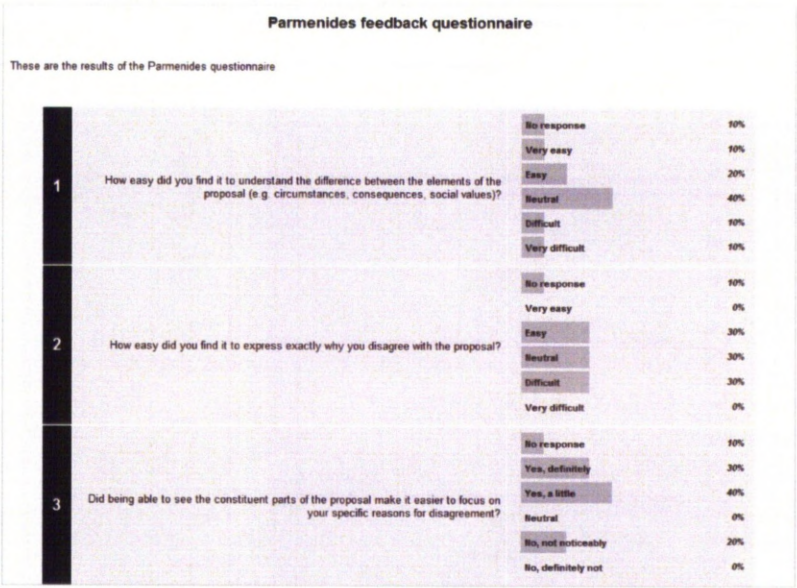 Parmenides feedback questionnaire
These are the results of the Parmenides questionnaire
1
How easy did you find it to understand the difference between the elements of the
proposal (e.g. circumstances, consequences, social values)?
No response 10%
Very easy 10%
Easy 20%
Neutral 40%
Difficult 10%
Very difficult 10%
2
How easy did you find it to express exactly why you disagree with the proposal?
No response 10%
Very easy 0%
Easy 30%
Neutral 30%
Difficult 30%
Very difficult 0%
3
Did being able to see the constituent parts of the proposal make it easier to focus on
your specific reasons for disagreement?
No response 10%
Yes, definitely 30%
Yes, a little 40%
Neutral 0%
No, not noticeably 20%
No, definitely not 0%